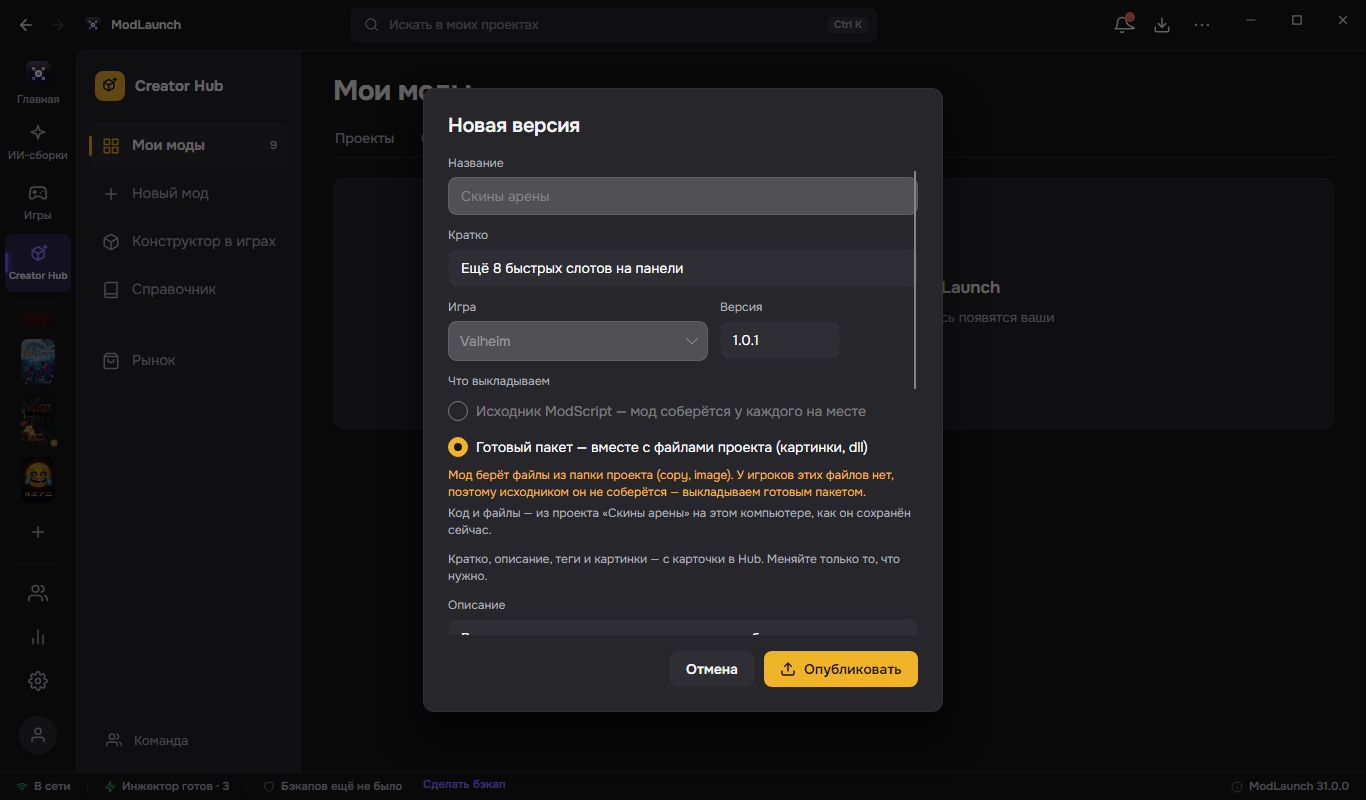 ModLaunch
Искать в моих проектах
Ctrl K
Главная
ИИ-сборки
Игры
Creator Hub
Creator Hub
Мои моды
9
Новый мод
Конструктор в играх
Справочник
Рынок
Команда
Мои
Проекты
Launch
появятся ваши
Новая версия
Название
Скины арены
Кратко
Ещё 8 быстрых слотов на панели
Игра
Версия
Valheim
1.0.1
Что выкладываем
Исходник ModScript — мод соберётся у каждого на месте
Готовый пакет — вместе с файлами проекта (картинки, dll)
Мод берёт файлы из папки проекта (copy, image). У игроков этих файлов нет,
поэтому исходником он не соберётся — выкладываем готовым пакетом.
Код и файлы — из проекта «Скины арены» на этом компьютере, как он сохранён
сейчас.
Кратко, описание, теги и картинки — с карточки в Hub. Меняйте только то, что
нужно.
Описание
Отмена
Опубликовать
R.E.P.O.
В сети
Инжектор готов · 3
Бэкапов ещё не было
Сделать бэкап
ModLaunch 31.0.0